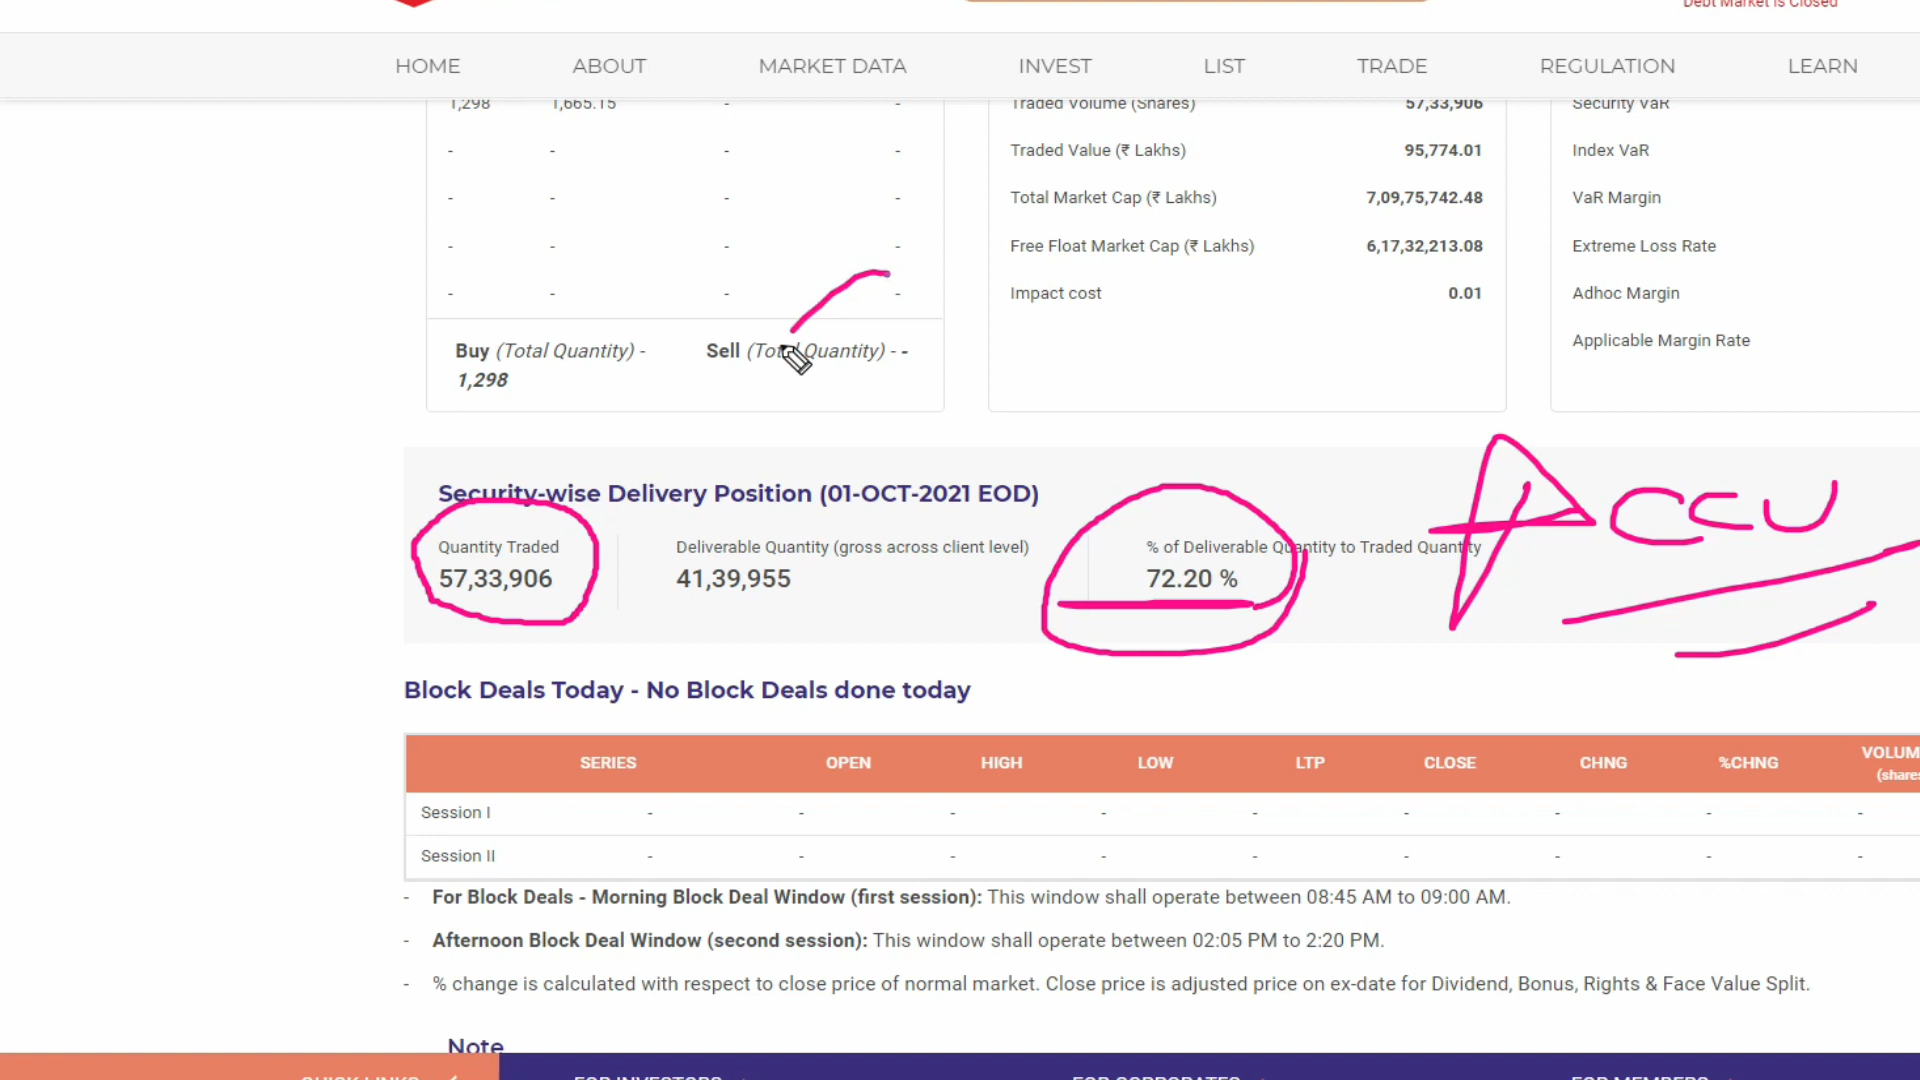 Debt Market is Closed
HOME ABOUT MARKET DATA INVEST LIST TRADE REGULATION LEARN
1,298 1,665.15 - -
- - - -
- - - -
- - - -
- - - -
Buy (Total Quantity) - 1,298
Sell (Total Quantity) - -
Traded Volume (Shares) 57,33,906
Traded Value (₹ Lakhs) 95,774.01
Total Market Cap (₹ Lakhs) 7,09,75,742.48
Free Float Market Cap (₹ Lakhs) 6,17,32,213.08
Impact cost 0.01
Security VaR
Index VaR
VaR Margin
Extreme Loss Rate
Adhoc Margin
Applicable Margin Rate
Security-wise Delivery Position (01-OCT-2021 EOD)
Quantity Traded
57,33,906
Deliverable Quantity (gross across client level)
41,39,955
% of Deliverable Quantity to Traded Quantity
72.20 %
Accu
Block Deals Today - No Block Deals done today
SERIES OPEN HIGH LOW LTP CLOSE CHNG %CHNG
Session I - - - - - - - - -
Session II - - - - - - - - -
- For Block Deals - Morning Block Deal Window (first session): This window shall operate between 08:45 AM to 09:00 AM.
- Afternoon Block Deal Window (second session): This window shall operate between 02:05 PM to 2:20 PM.
- % change is calculated with respect to close price of normal market. Close price is adjusted price on ex-date for Dividend, Bonus, Rights & Face Value Split.
Note
QUICK LINKS FOR INVESTORS FOR CORPORATES FOR MEMBERS